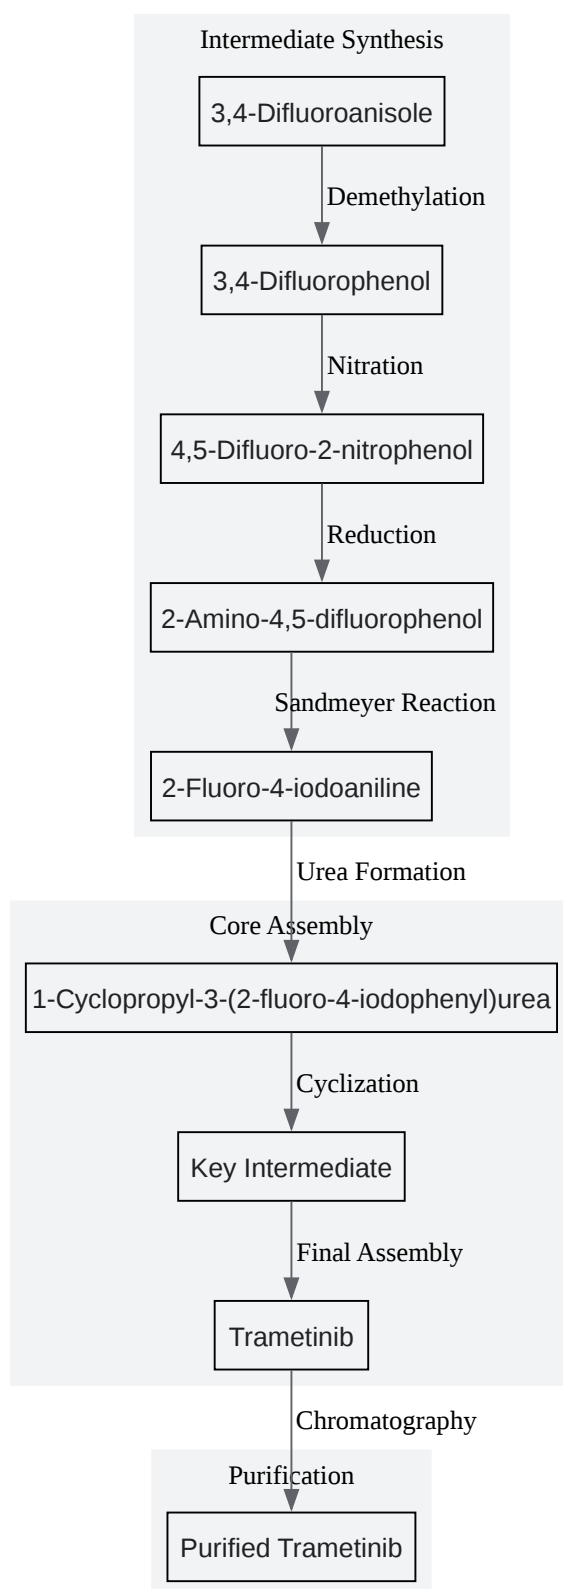 Intermediate Synthesis
3,4-Difluoroanisole
Demethylation
3,4-Difluorophenol
Nitration
4,5-Difluoro-2-nitrophenol
Reduction
2-Amino-4,5-difluorophenol
Sandmeyer Reaction
2-Fluoro-4-iodoaniline
Urea Formation
Core Assembly
1-Cyclopropyl-3-(2-fluoro-4-iodophenyl)urea
Cyclization
Key Intermediate
Final Assembly
Trametinib
Chromatography
Purification
Purified Trametinib